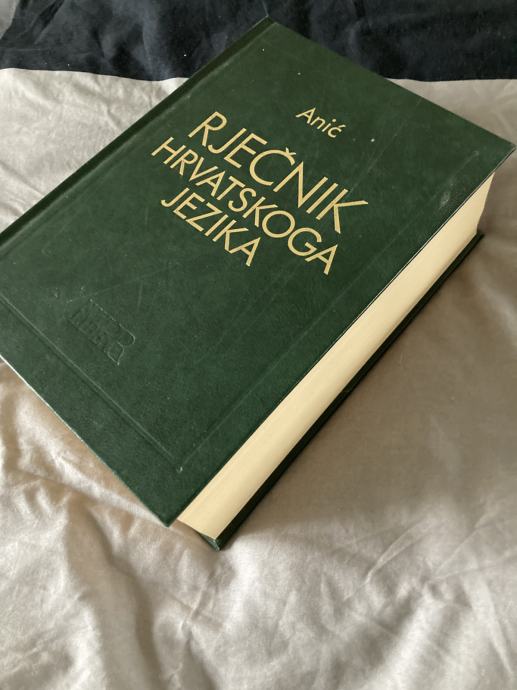 Anić
RJEČNIK
HRVATSKOGA
JEZIKA